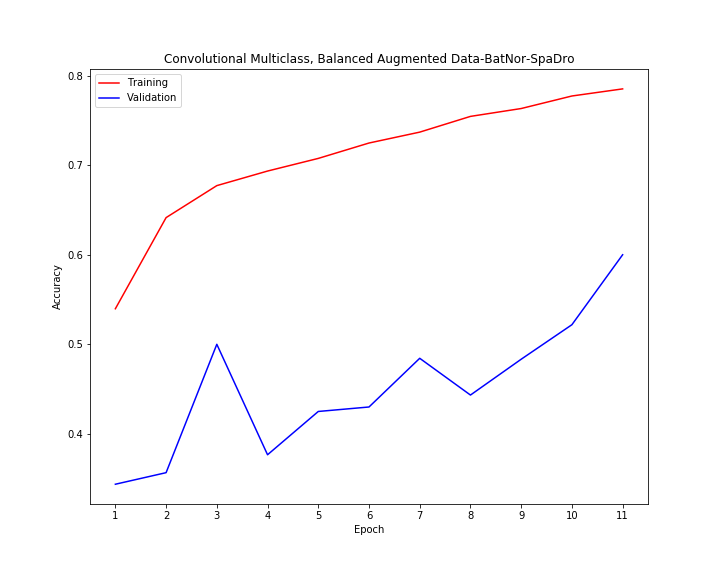 Convolutional Multiclass, Balanced Augmented Data-BatNor-SpaDro
Training
Validation
0.8
0.7
0.6
0.5
0.4
Accuracy
1 2 3 4 5 6 7 8 9 10 11
Epoch